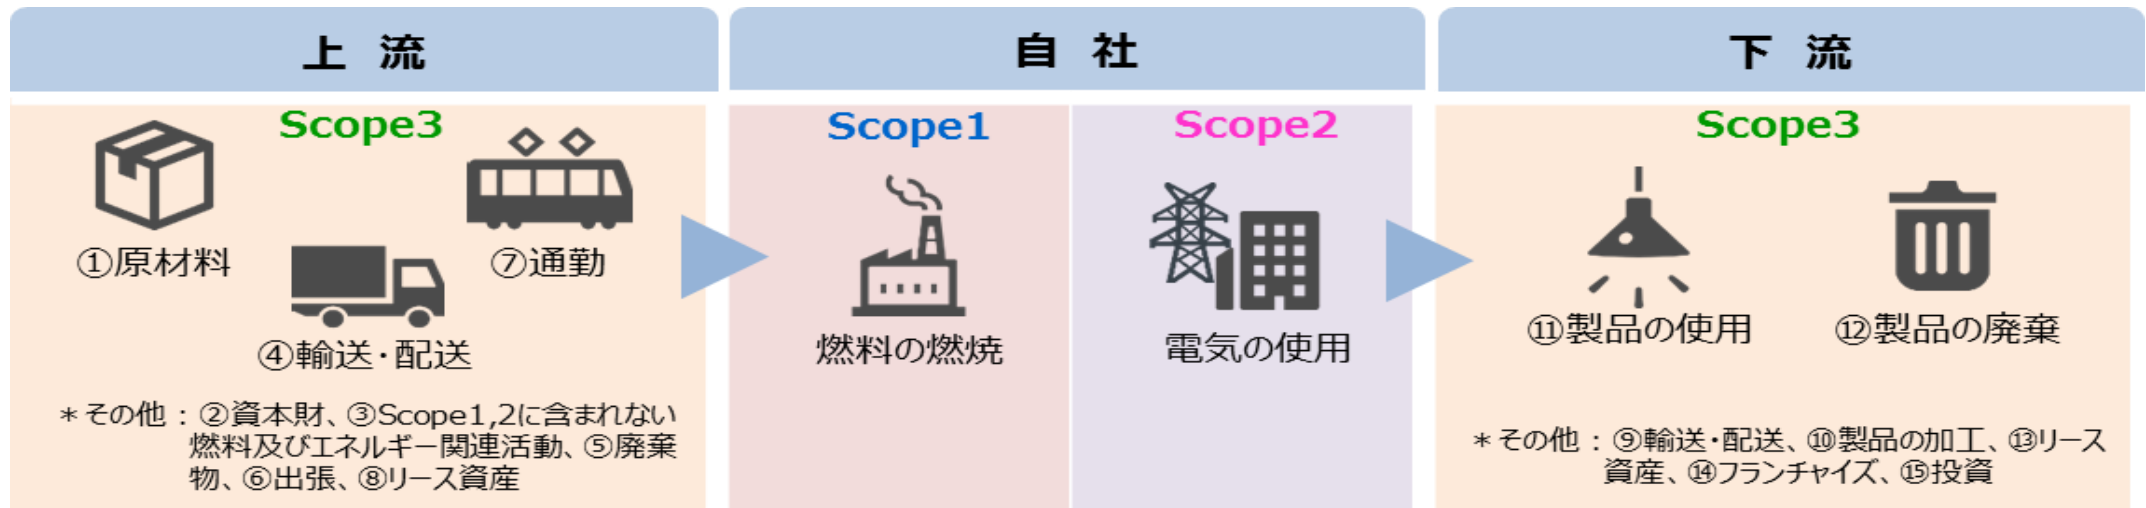 上 流
自 社
下 流
Scope3
①原材料
⑦通勤
④輸送・配送
＊その他：②資本財、③Scope1,2に含まれない
燃料及びエネルギー関連活動、⑤廃棄
物、⑥出張、⑧リース資産
Scope1
燃料の燃焼
Scope2
電気の使用
Scope3
⑪製品の使用
⑫製品の廃棄
＊その他：⑨輸送・配送、⑩製品の加工、⑬リース
資産、⑭フランチャイズ、⑮投資